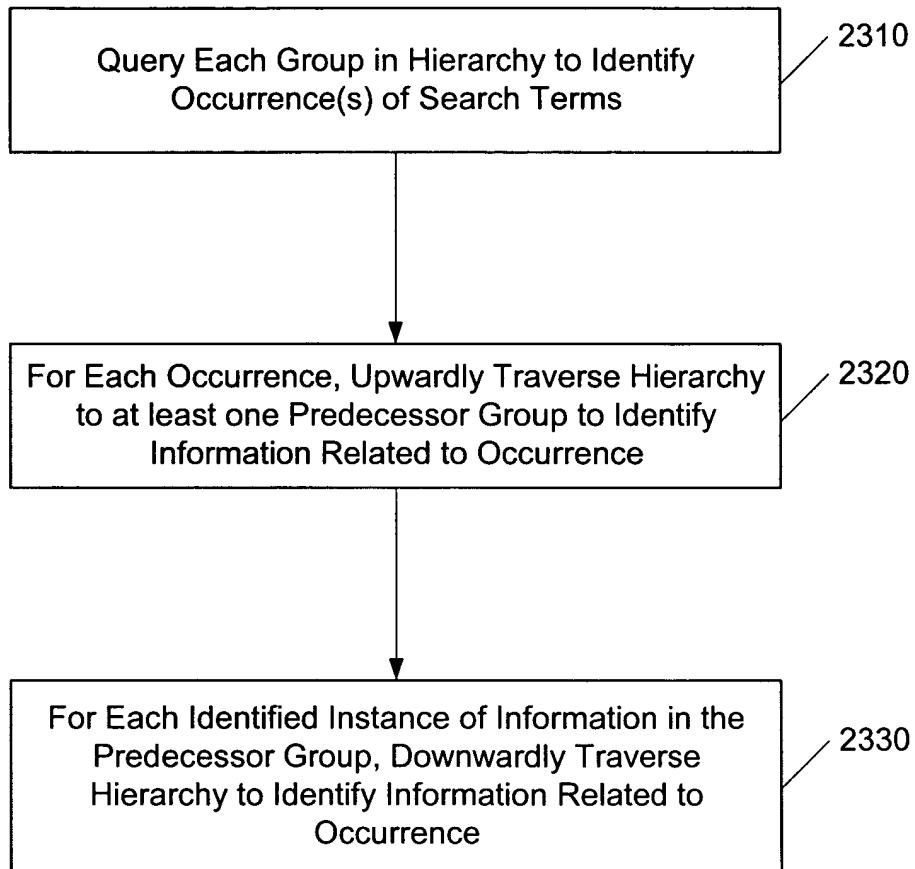 Query Each Group in Hierarchy to Identify
Occurrence(s) of Search Terms
2310
For Each Occurrence, Upwardly Traverse Hierarchy
to at least one Predecessor Group to Identify
Information Related to Occurrence
2320
For Each Identified Instance of Information in the
Predecessor Group, Downwardly Traverse
Hierarchy to Identify Information Related to
Occurrence
2330